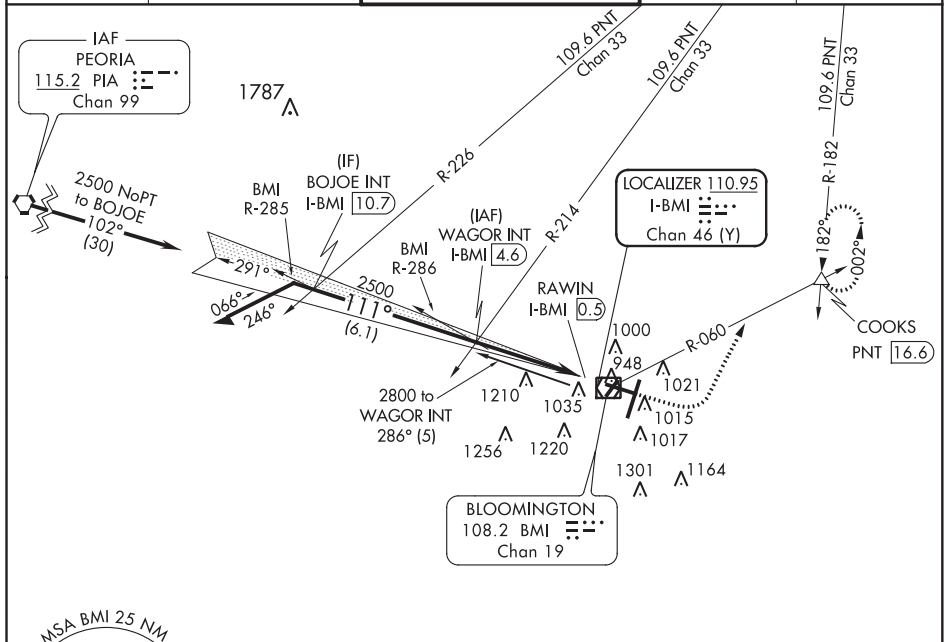 IAF
PEORIA
115.2 PIA
Chan 99
1787
109.6 PNT
Chan 33
109.6 PNT
Chan 33
109.6 PNT
Chan 33
R-226
R-214
R-182
182°
002°
2500 NoPT
to BOJOE
102°
(30)
BMI
R-285
(IF)
BOJOE INT
I-BMI 10.7
BMI
R-286
(IAF)
WAGOR INT
I-BMI 4.6
LOCALIZER 110.95
I-BMI
Chan 46 (Y)
291°
066°
246°
2500
111°
(6.1)
RAWIN
I-BMI 0.5
R-060
COOKS
PNT 16.6
1000
948
1021
1015
1017
2800 to
WAGOR INT
286° (5)
1210
1035
1256
1220
1301
1164
BLOOMINGTON
108.2 BMI
Chan 19
MSA BMI 25 NM